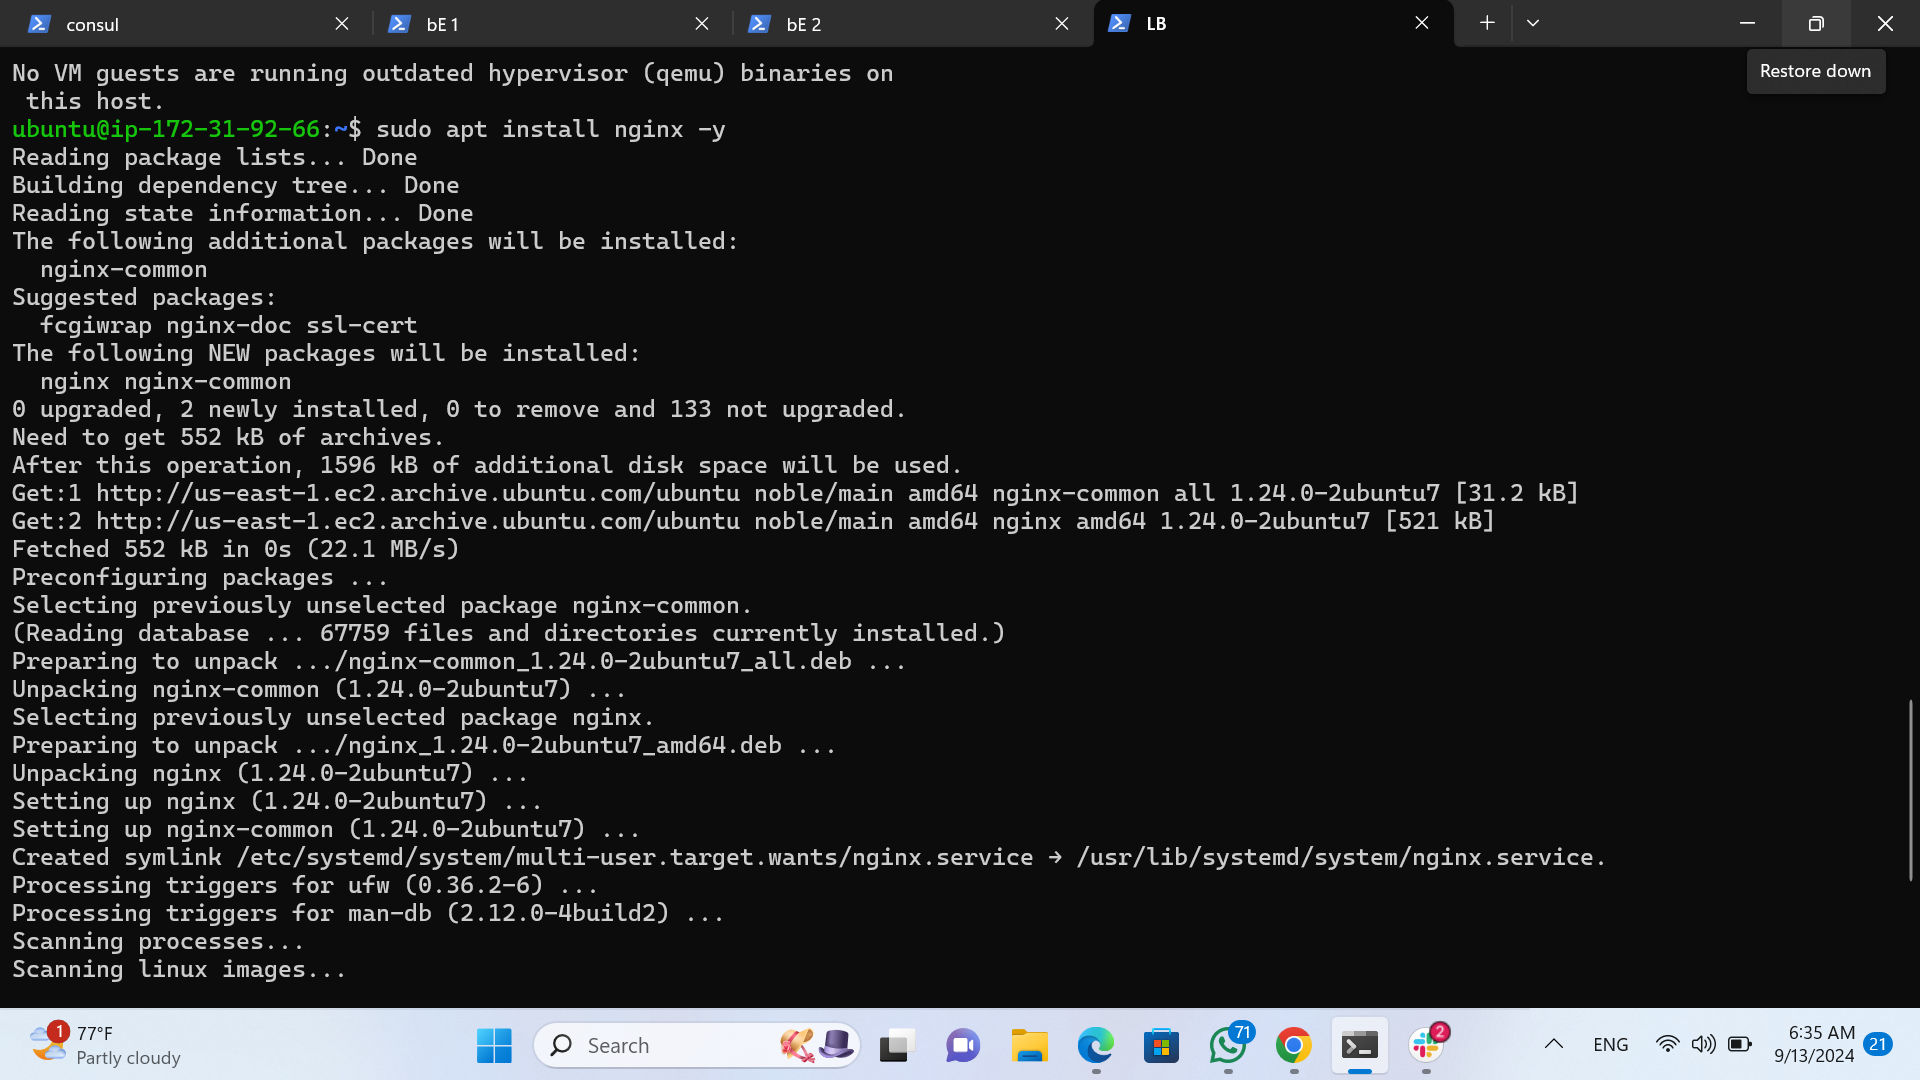 consul
bE 1
bE 2
LB
Restore down
No VM guests are running outdated hypervisor (qemu) binaries on
this host.
ubuntu@ip-172-31-92-66:~$ sudo apt install nginx -y
Reading package lists... Done
Building dependency tree... Done
Reading state information... Done
The following additional packages will be installed:
nginx-common
Suggested packages:
fcgiwrap nginx-doc ssl-cert
The following NEW packages will be installed:
nginx nginx-common
0 upgraded, 2 newly installed, 0 to remove and 133 not upgraded.
Need to get 552 kB of archives.
After this operation, 1596 kB of additional disk space will be used.
Get:1 http://us-east-1.ec2.archive.ubuntu.com/ubuntu noble/main amd64 nginx-common all 1.24.0-2ubuntu7 [31.2 kB]
Get:2 http://us-east-1.ec2.archive.ubuntu.com/ubuntu noble/main amd64 nginx amd64 1.24.0-2ubuntu7 [521 kB]
Fetched 552 kB in 0s (22.1 MB/s)
Preconfiguring packages ...
Selecting previously unselected package nginx-common.
(Reading database ... 67759 files and directories currently installed.)
Preparing to unpack .../nginx-common_1.24.0-2ubuntu7_all.deb ...
Unpacking nginx-common (1.24.0-2ubuntu7) ...
Selecting previously unselected package nginx.
Preparing to unpack .../nginx_1.24.0-2ubuntu7_amd64.deb ...
Unpacking nginx (1.24.0-2ubuntu7) ...
Setting up nginx (1.24.0-2ubuntu7) ...
Setting up nginx-common (1.24.0-2ubuntu7) ...
Created symlink /etc/systemd/system/multi-user.target.wants/nginx.service → /usr/lib/systemd/system/nginx.service.
Processing triggers for ufw (0.36.2-6) ...
Processing triggers for man-db (2.12.0-4build2) ...
Scanning processes...
Scanning linux images...
1
77°F
Partly cloudy
Search
71
2
ENG
6:35 AM
9/13/2024
21